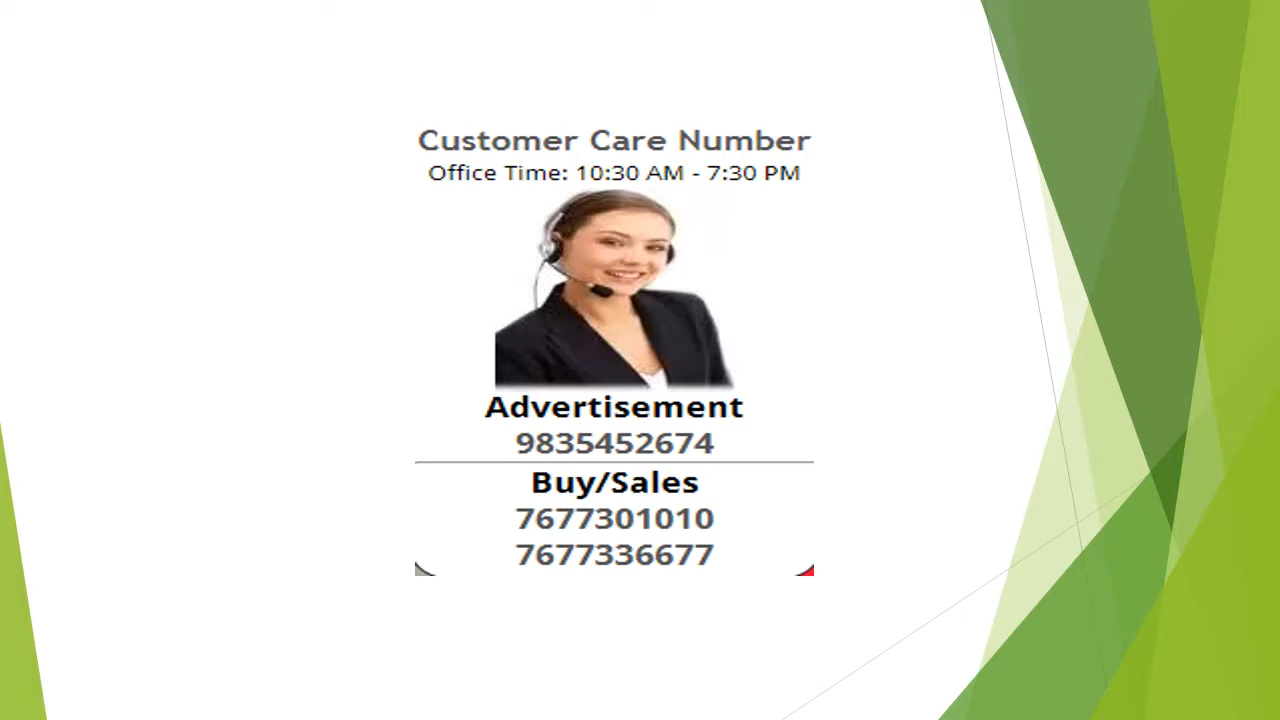 Customer Care Number
Office Time: 10:30 AM - 7:30 PM
Advertisement
9835452674
Buy/Sales
7677301010
7677336677